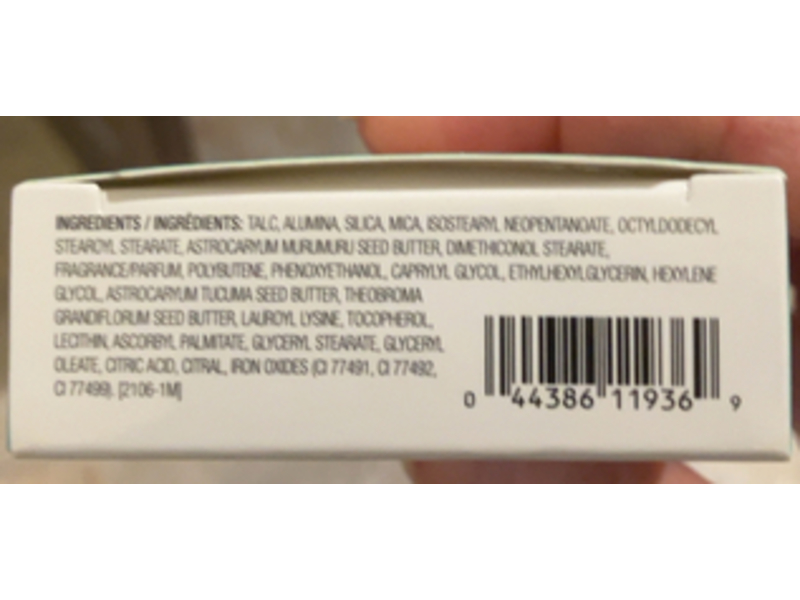 INGREDIENTS / INGRÉDIENTS: TALC, ALUMINA, SILICA, MICA, ISOSTEARYL NEOPENTANOATE, OCTYLDODECYL
STEAROYL STEARATE, ASTROCARYUM MURUMURU SEED BUTTER, DIMETHICONOL STEARATE,
FRAGRANCE/PARFUM, POLYBUTENE, PHENOXYETHANOL, CAPRYLYL GLYCOL, ETHYLHEXYLGLYCERIN, HEXYLENE
GLYCOL, ASTROCARYUM TUCUMA SEED BUTTER, THEOBROMA
GRANDIFLORUM SEED BUTTER, LAUROYL LYSINE, TOCOPHEROL,
LECITHIN, ASCORBYL PALMITATE, GLYCERYL STEARATE, GLYCERYL
OLEATE, CITRIC ACID, CITRAL, IRON OXIDES (CI 77491, CI 77492,
CI 77499). [2106-1M]
0 44386 11936 9